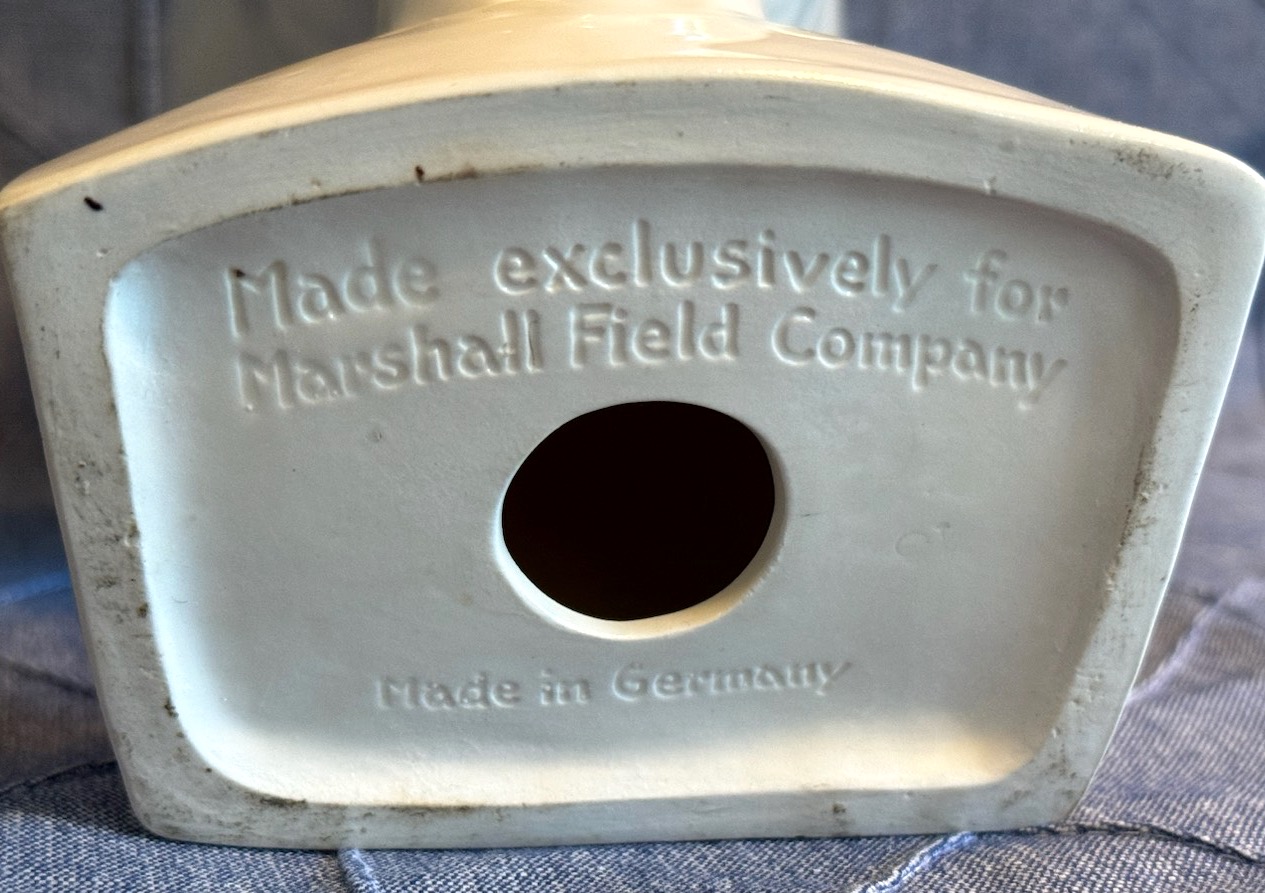 Made exclusively for
Marshall Field Company
Made in Germany